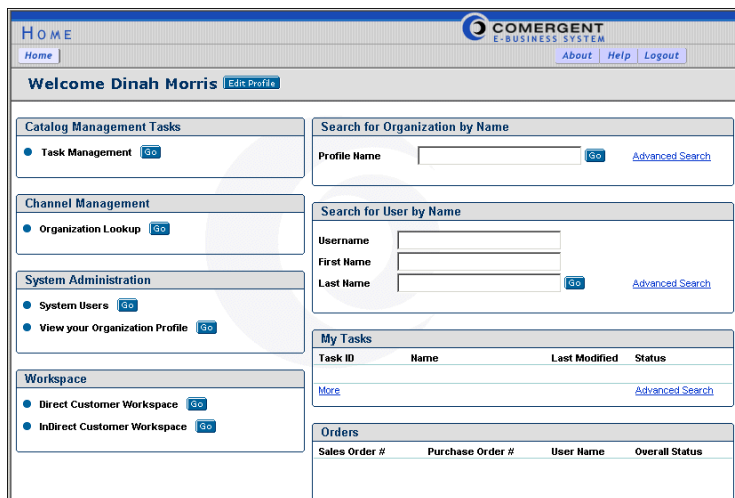 HOME
COMERGENT
E-BUSINESS SYSTEM
Home
About Help Logout
Welcome Dinah Morris Edit Profile
Catalog Management Tasks
Task Management Go
Channel Management
Organization Lookup Go
System Administration
System Users Go
View your Organization Profile Go
Workspace
Direct Customer Workspace Go
InDirect Customer Workspace Go
Search for Organization by Name
Profile Name Go Advanced Search
Search for User by Name
Username
First Name
Last Name Go Advanced Search
My Tasks
Task ID Name Last Modified Status
More Advanced Search
Orders
Sales Order # Purchase Order # User Name Overall Status